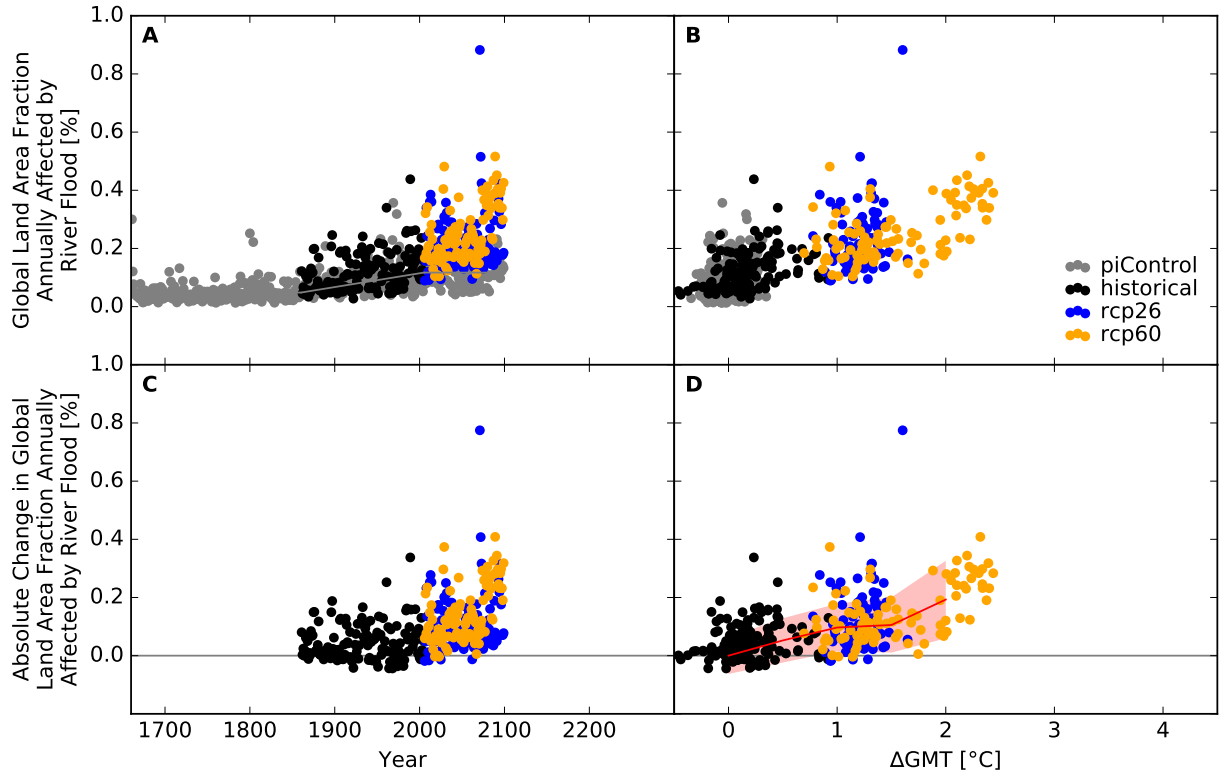 A
B
Global Land Area Fraction
Annually Affected by
River Flood [%]
1.0
0.8
0.6
0.4
0.2
0.0
piControl
historical
rcp26
rcp60
C
D
Absolute Change in Global
Land Area Fraction Annually
Affected by River Flood [%]
1.0
0.8
0.6
0.4
0.2
0.0
1700 1800 1900 2000 2100 2200
Year
0 1 2 3 4
ΔGMT [°C]